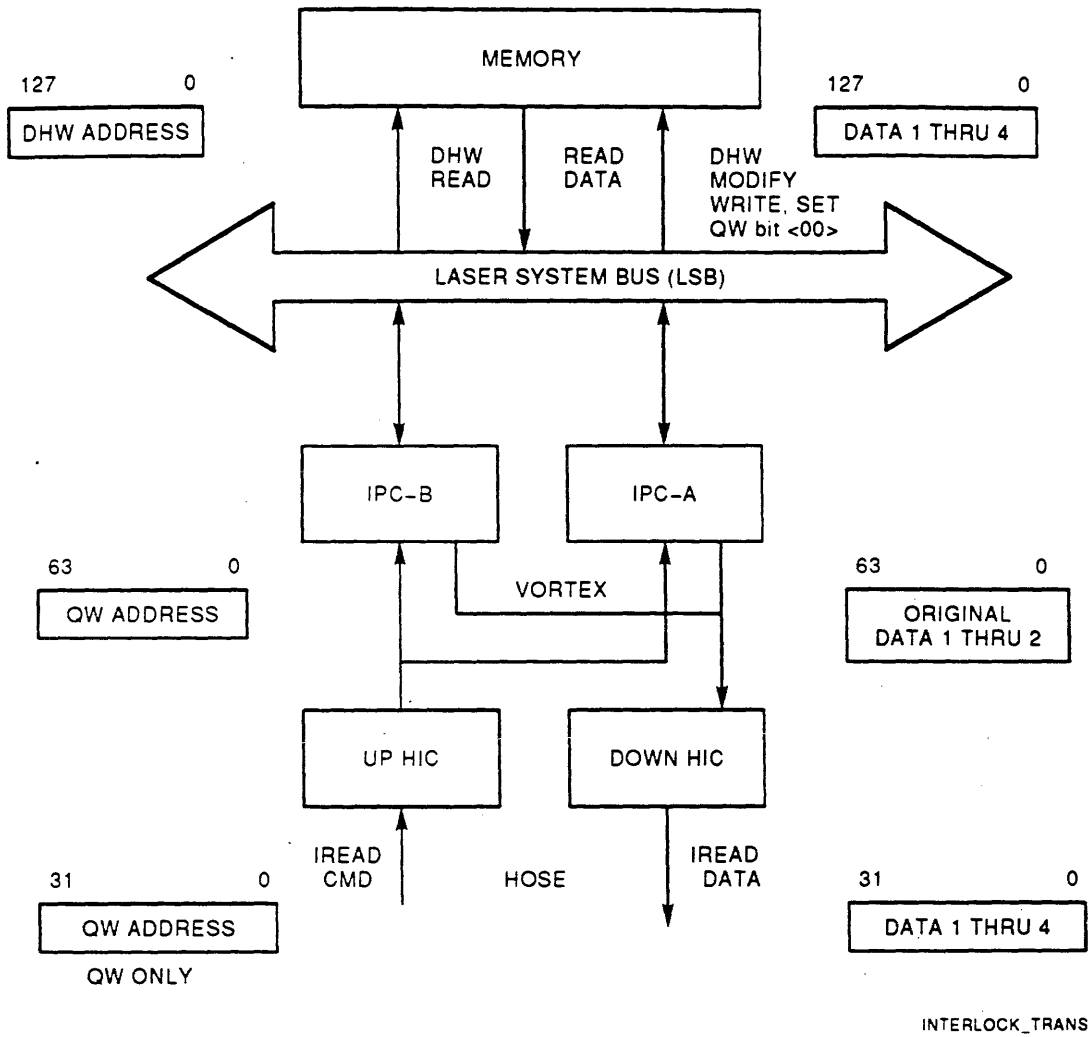 MEMORY
127 0
DHW ADDRESS
127 0
DATA 1 THRU 4
DHW
READ
READ
DATA
DHW
MODIFY
WRITE, SET
QW bit <00>
LASER SYSTEM BUS (LSB)
IPC-B
IPC-A
63 0
QW ADDRESS
VORTEX
63 0
ORIGINAL
DATA 1 THRU 2
UP HIC
DOWN HIC
IREAD
CMD
HOSE
IREAD
DATA
31 0
QW ADDRESS
QW ONLY
31 0
DATA 1 THRU 4
INTERLOCK_TRANS